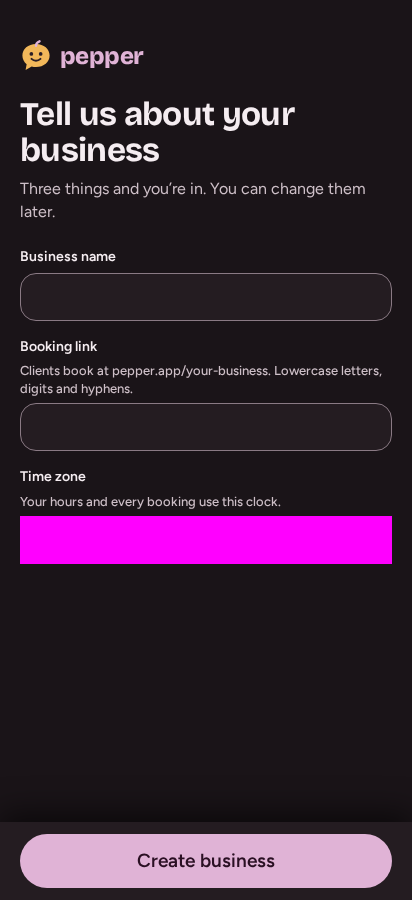 pepper
Tell us about your
business
Three things and you’re in. You can change them
later.
Business name
Booking link
Clients book at pepper.app/your-business. Lowercase letters,
digits and hyphens.
Time zone
Your hours and every booking use this clock.
Create business